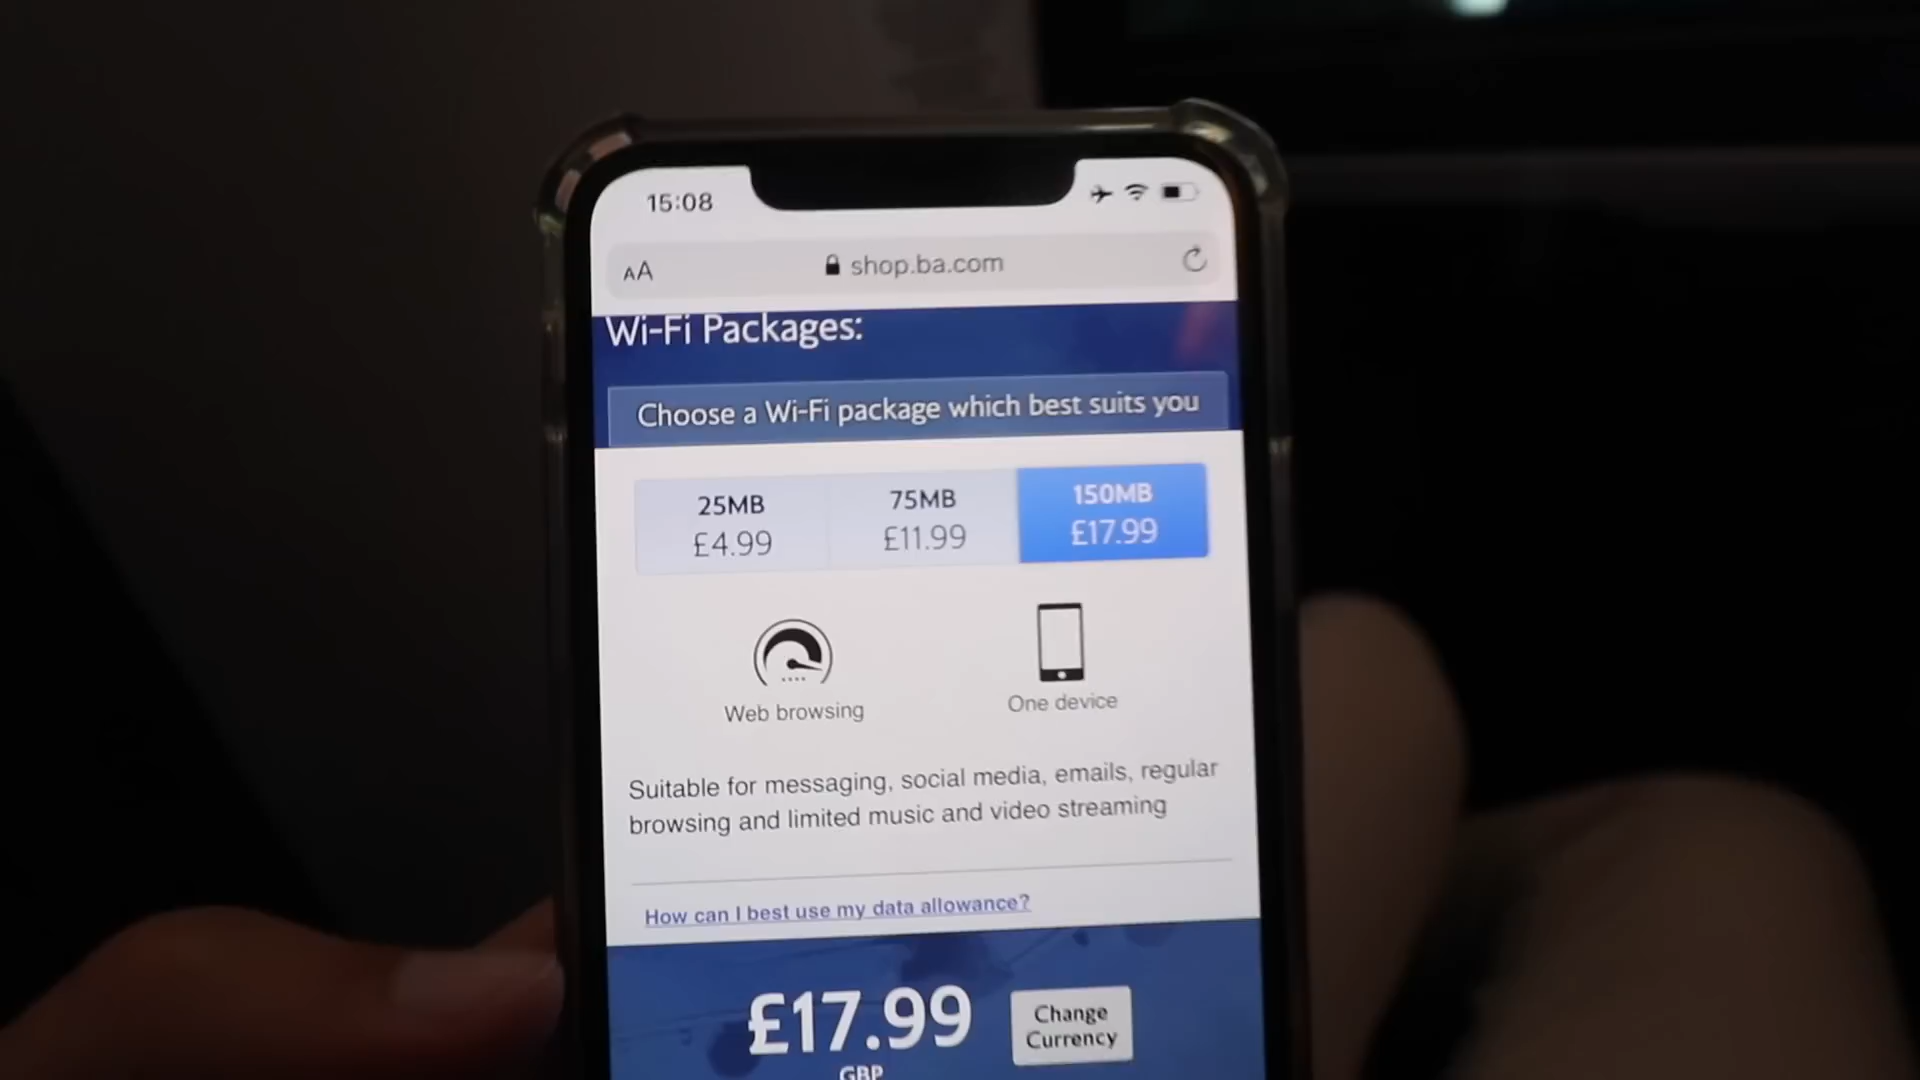 15:08
AA shop.ba.com
Wi-Fi Packages:
Choose a Wi-Fi package which best suits you
25MB 75MB 150MB
£4.99 £11.99 £17.99
Web browsing One device
Suitable for messaging, social media, emails, regular
browsing and limited music and video streaming
How can I best use my data allowance?
£17.99 Change
Currency
GBP